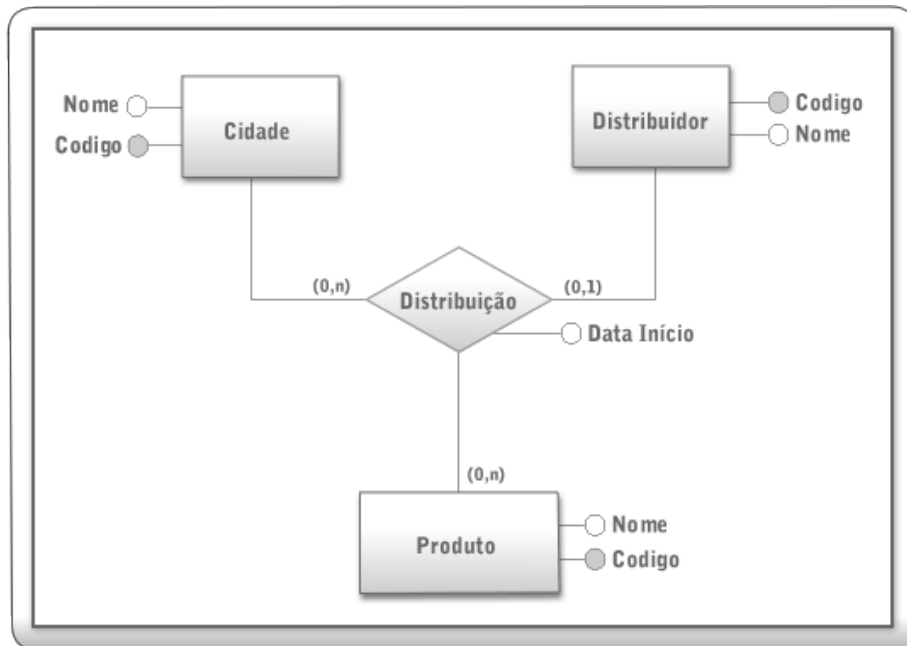 Nome
Codigo
Cidade
Distribuidor
Codigo
Nome
(0,n)
Distribuição
(0,1)
Data Início
(0,n)
Produto
Nome
Codigo